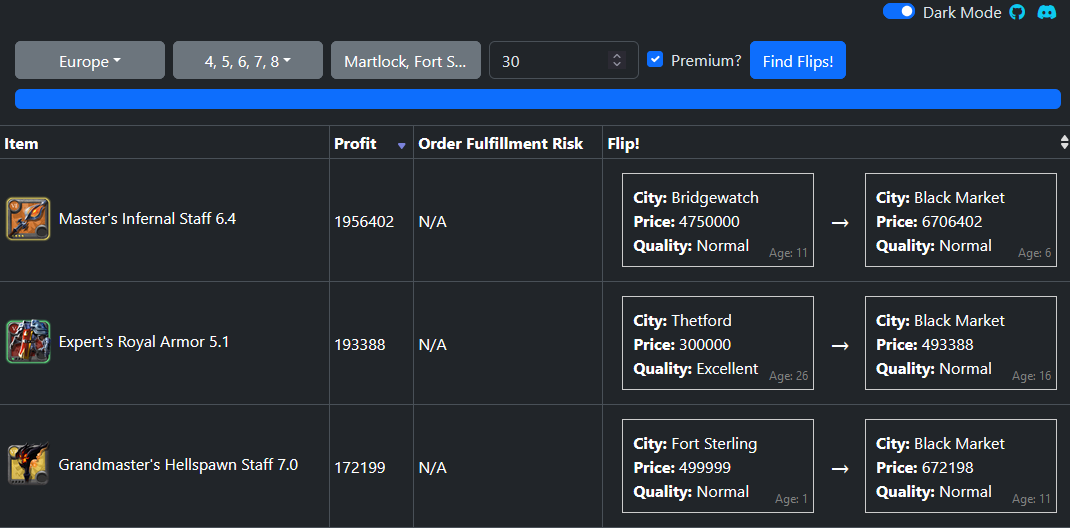 Dark Mode
Europe
4, 5, 6, 7, 8
Martlock, Fort S...
30
Premium?
Find Flips!
Item Profit Order Fulfillment Risk Flip!
Master's Infernal Staff 6.4
1956402
N/A
City: Bridgewatch
Price: 4750000
Quality: Normal
Age: 11
→
City: Black Market
Price: 6706402
Quality: Normal
Age: 6
Expert's Royal Armor 5.1
193388
N/A
City: Thetford
Price: 300000
Quality: Excellent
Age: 26
→
City: Black Market
Price: 493388
Quality: Normal
Age: 16
Grandmaster's Hellspawn Staff 7.0
172199
N/A
City: Fort Sterling
Price: 499999
Quality: Normal
Age: 1
→
City: Black Market
Price: 672198
Quality: Normal
Age: 11